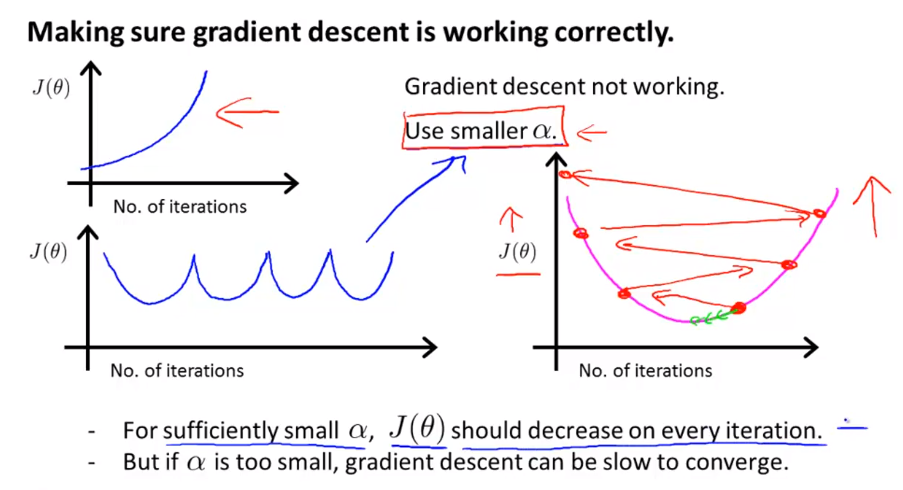 Making sure gradient descent is working correctly.
J(θ)
No. of iterations
Gradient descent not working.
Use smaller α.
J(θ)
No. of iterations
J(θ)
No. of iterations
- For sufficiently small α, J(θ) should decrease on every iteration.
- But if α is too small, gradient descent can be slow to converge.